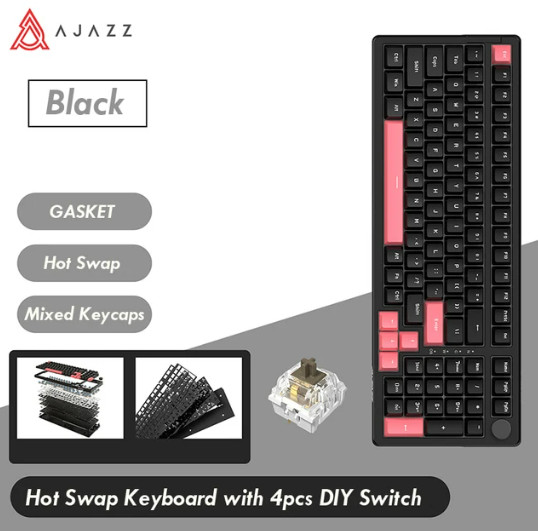 AJAZZ
Black
GASKET
Hot Swap
Mixed Keycaps
Hot Swap Keyboard with 4pcs DIY Switch